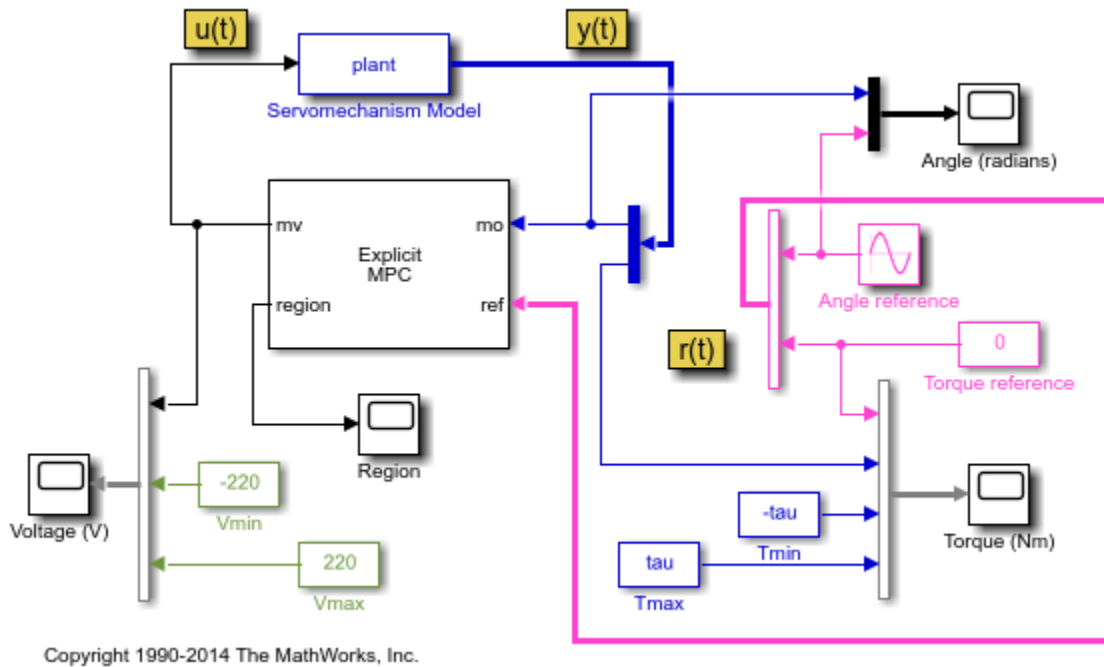 u(t)
y(t)
plant
Servomechanism Model
Angle (radians)
mv
mo
Explicit
MPC
region
ref
Angle reference
r(t)
0
Torque reference
Region
-220
Vmin
Voltage (V)
-tau
Tmin
Torque (Nm)
220
Vmax
tau
Tmax
Copyright 1990-2014 The MathWorks, Inc.